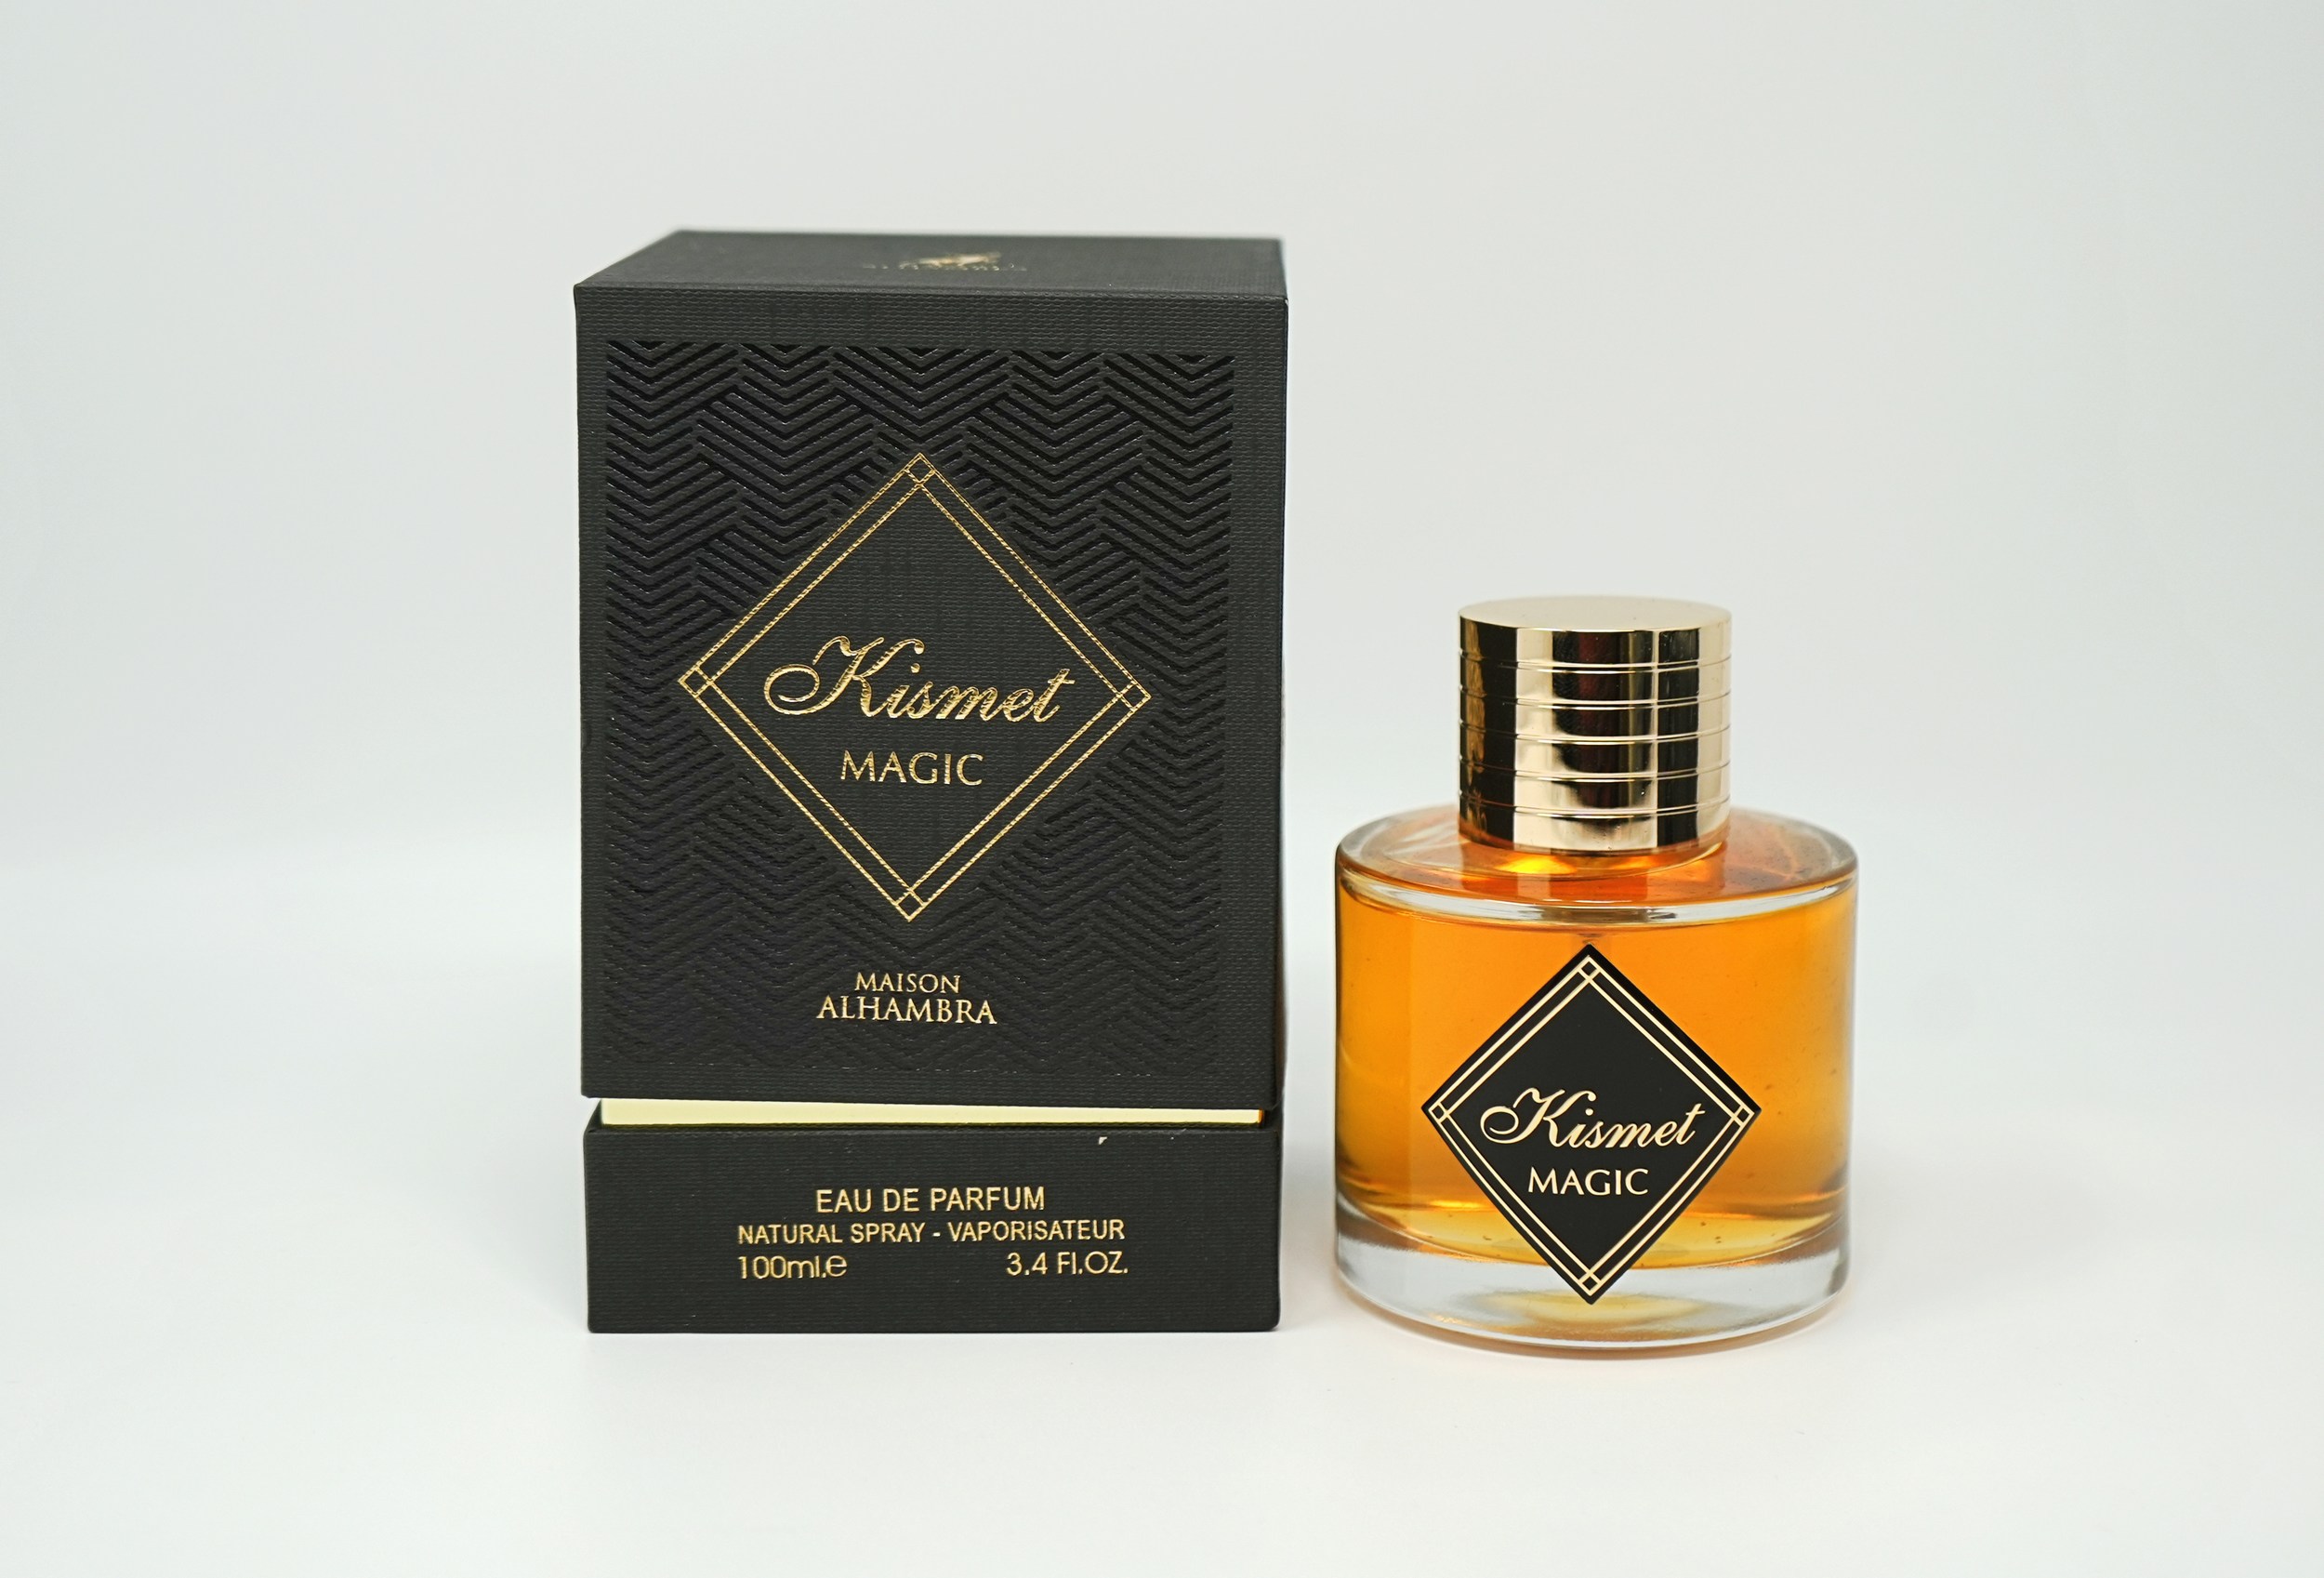 Kismet
MAGIC
MAISON
ALHAMBRA
EAU DE PARFUM
NATURAL SPRAY - VAPORISATEUR
100ml.e 3.4 Fl.OZ.
Kismet
MAGIC